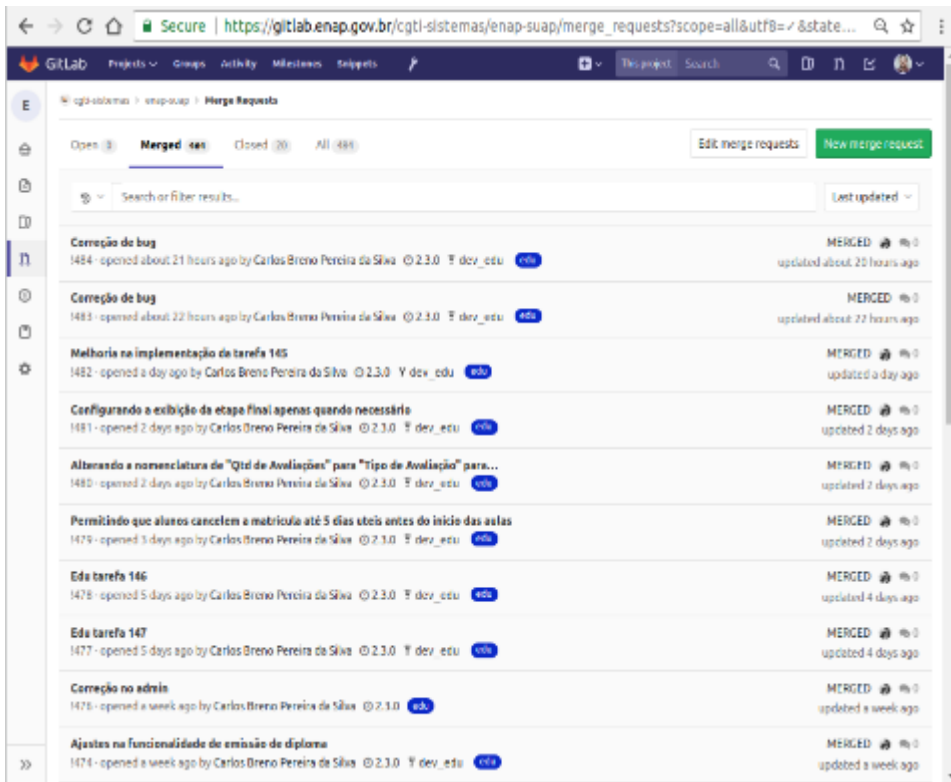 Secure | https://gitlab.enap.gov.br/cgti-sistemas/enap-suap/merge_requests?scope=all&utf8=✓&state...
GitLab Projects Groups Activity Milestones Snippets This project Search
E cgti-sistemas > enap-suap > Merge Requests
Open Merged Closed 20 All Edit merge requests New merge request
Search or filter results... Last updated
Correção de bug MERGED 0
!484 · opened about 21 hours ago by Carlos Breno Pereira da Silva 2.3.0 dev_edu edu updated about 20 hours ago
Correção de bug MERGED 0
!483 · opened about 22 hours ago by Carlos Breno Pereira da Silva 2.3.0 dev_edu edu updated about 22 hours ago
Melhoria na implementação da tarefa 145 MERGED 0
!482 · opened a day ago by Carlos Breno Pereira da Silva 2.3.0 dev_edu edu updated a day ago
Configurando a exibição da etapa final apenas quando necessário MERGED 0
!481 · opened 2 days ago by Carlos Breno Pereira da Silva 2.3.0 dev_edu edu updated 2 days ago
Alterando a nomenclatura de "Qtd de Avaliações" para "Tipo de Avaliação" para... MERGED 0
!480 · opened 2 days ago by Carlos Breno Pereira da Silva 2.3.0 dev_edu edu updated 2 days ago
Permitindo que alunos cancelem a matricula até 5 dias uteis antes do inicio das aulas MERGED 0
!479 · opened 3 days ago by Carlos Breno Pereira da Silva 2.3.0 dev_edu edu updated 2 days ago
Edu tarefa 146 MERGED 0
!478 · opened 5 days ago by Carlos Breno Pereira da Silva 2.3.0 dev_edu edu updated 4 days ago
Edu tarefa 147 MERGED 0
!477 · opened 5 days ago by Carlos Breno Pereira da Silva 2.3.0 dev_edu edu updated 4 days ago
Correção no admin MERGED 0
!476 · opened a week ago by Carlos Breno Pereira da Silva 2.3.0 edu updated a week ago
Ajustes na funcionalidade de emissão de diploma MERGED 0
!474 · opened a week ago by Carlos Breno Pereira da Silva 2.3.0 dev_edu edu updated a week ago